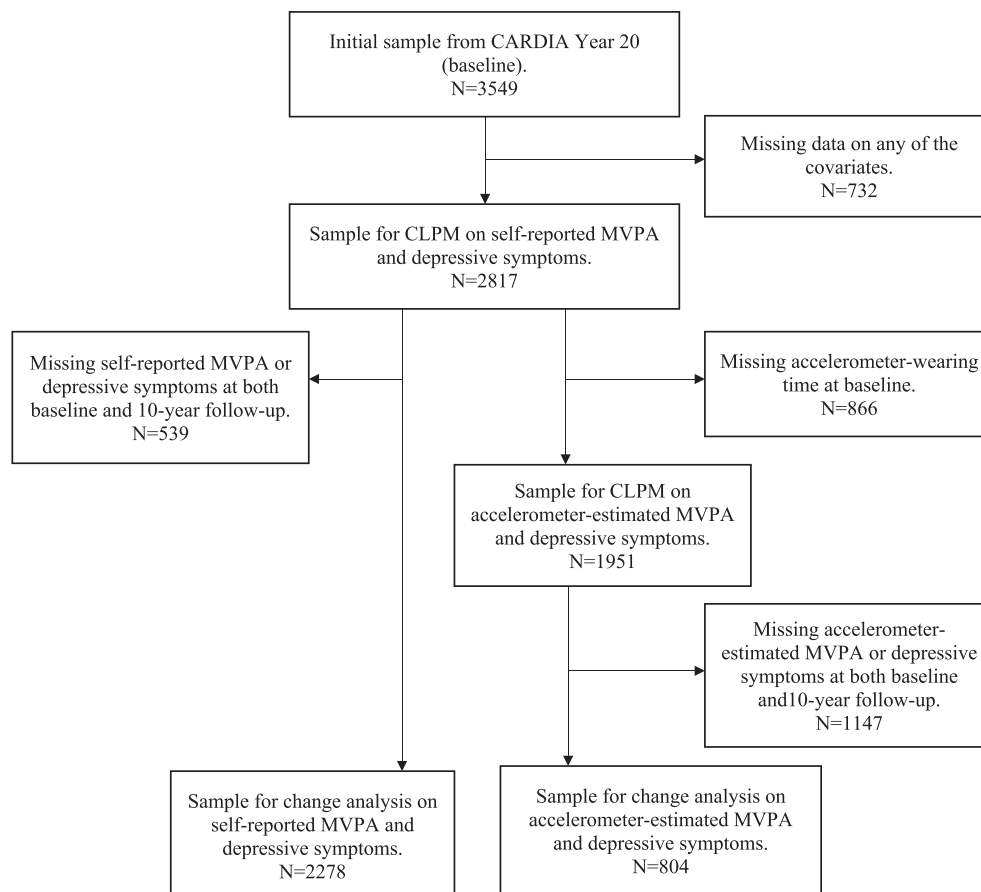 Initial sample from CARDIA Year 20
(baseline).
N=3549
Missing data on any of the
covariates.
N=732
Sample for CLPM on self-reported MVPA
and depressive symptoms.
N=2817
Missing self-reported MVPA or
depressive symptoms at both
baseline and 10-year follow-up.
N=539
Missing accelerometer-wearing
time at baseline.
N=866
Sample for CLPM on
accelerometer-estimated MVPA
and depressive symptoms.
N=1951
Missing accelerometer-
estimated MVPA or depressive
symptoms at both baseline
and10-year follow-up.
N=1147
Sample for change analysis on
self-reported MVPA and
depressive symptoms.
N=2278
Sample for change analysis on
accelerometer-estimated MVPA
and depressive symptoms.
N=804